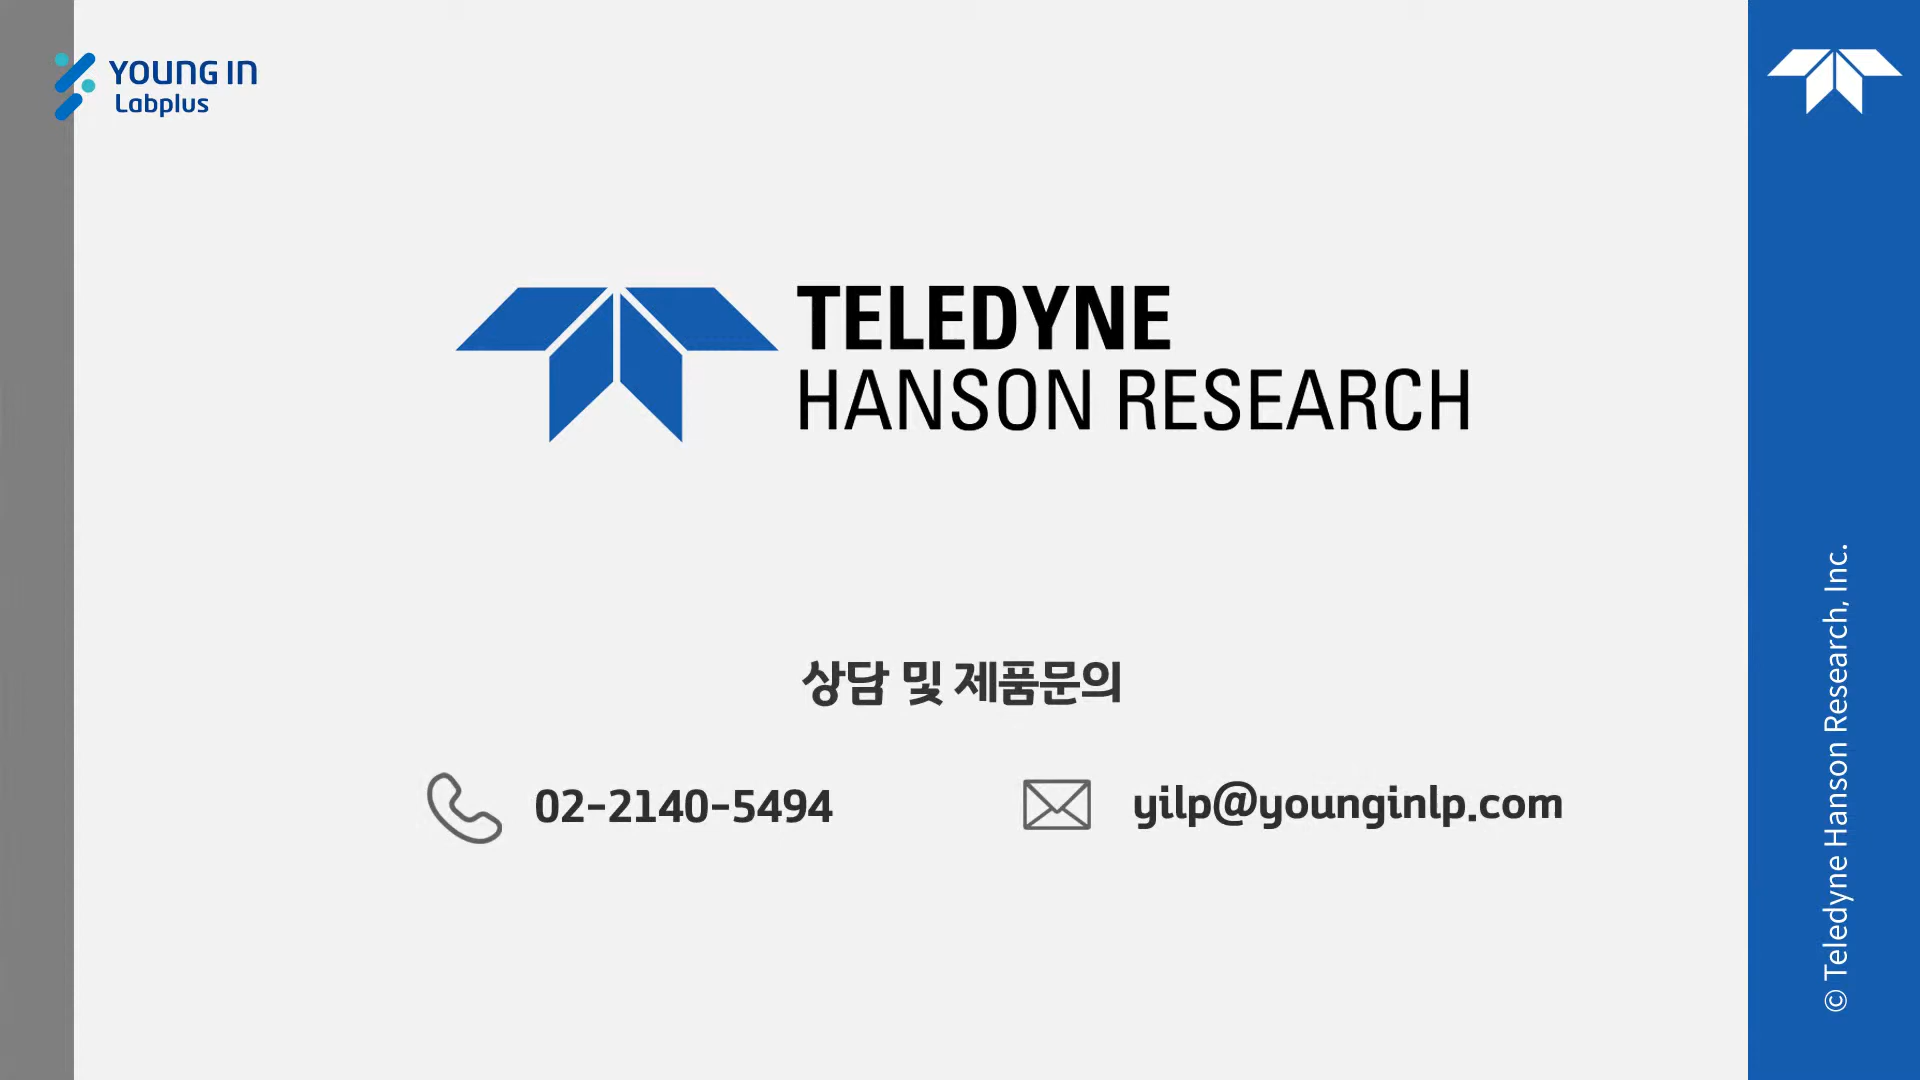 YOUNG IN
Labplus
TELEDYNE
HANSON RESEARCH
상담 및 제품문의
02-2140-5494
yilp@younginlp.com
© Teledyne Hanson Research, Inc.